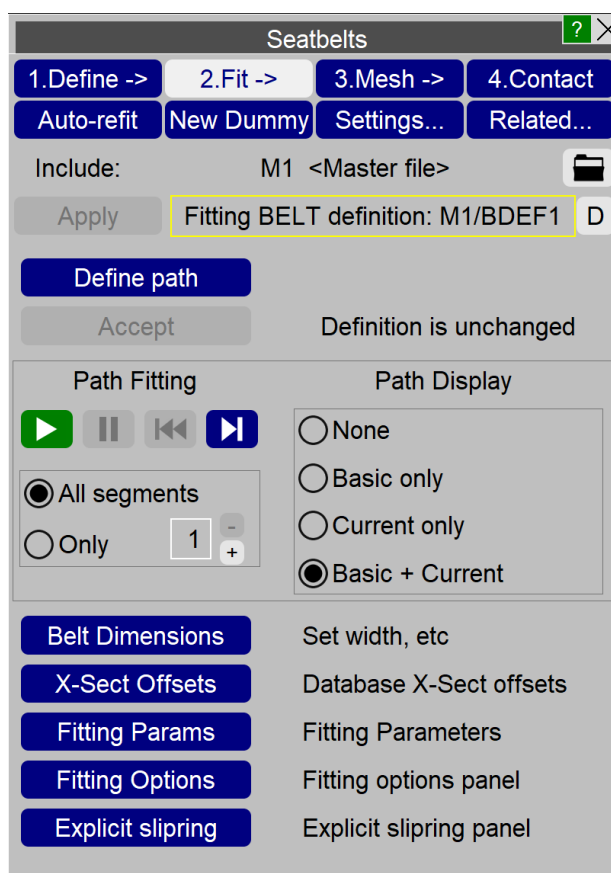 Seatbelts ?
1.Define -> 2.Fit -> 3.Mesh -> 4.Contact
Auto-refit New Dummy Settings... Related...
Include: M1 <Master file>
Apply Fitting BELT definition: M1/BDEF1 D
Define path
Accept Definition is unchanged
Path Fitting Path Display
None
Basic only
All segments
Current only
Only 1 - +
Basic + Current
Belt Dimensions Set width, etc
X-Sect Offsets Database X-Sect offsets
Fitting Params Fitting Parameters
Fitting Options Fitting options panel
Explicit slipring Explicit slipring panel